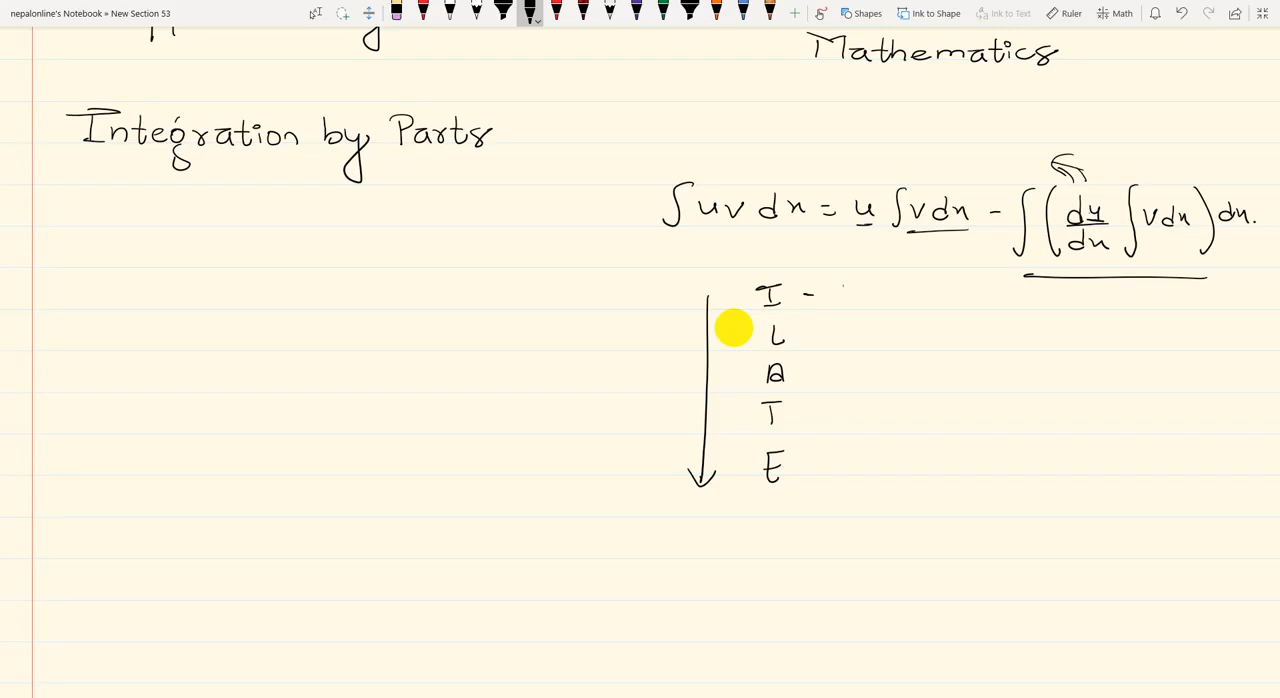 nepalonline's Notebook » New Section 53
Shapes Ink to Shape Ink to Text Ruler Math
Mathematics
Integration by Parts
∫ uv dx = u ∫ v dx - ∫ ( du/dx ∫ v dx ) dx.
I -
L
A
T
E